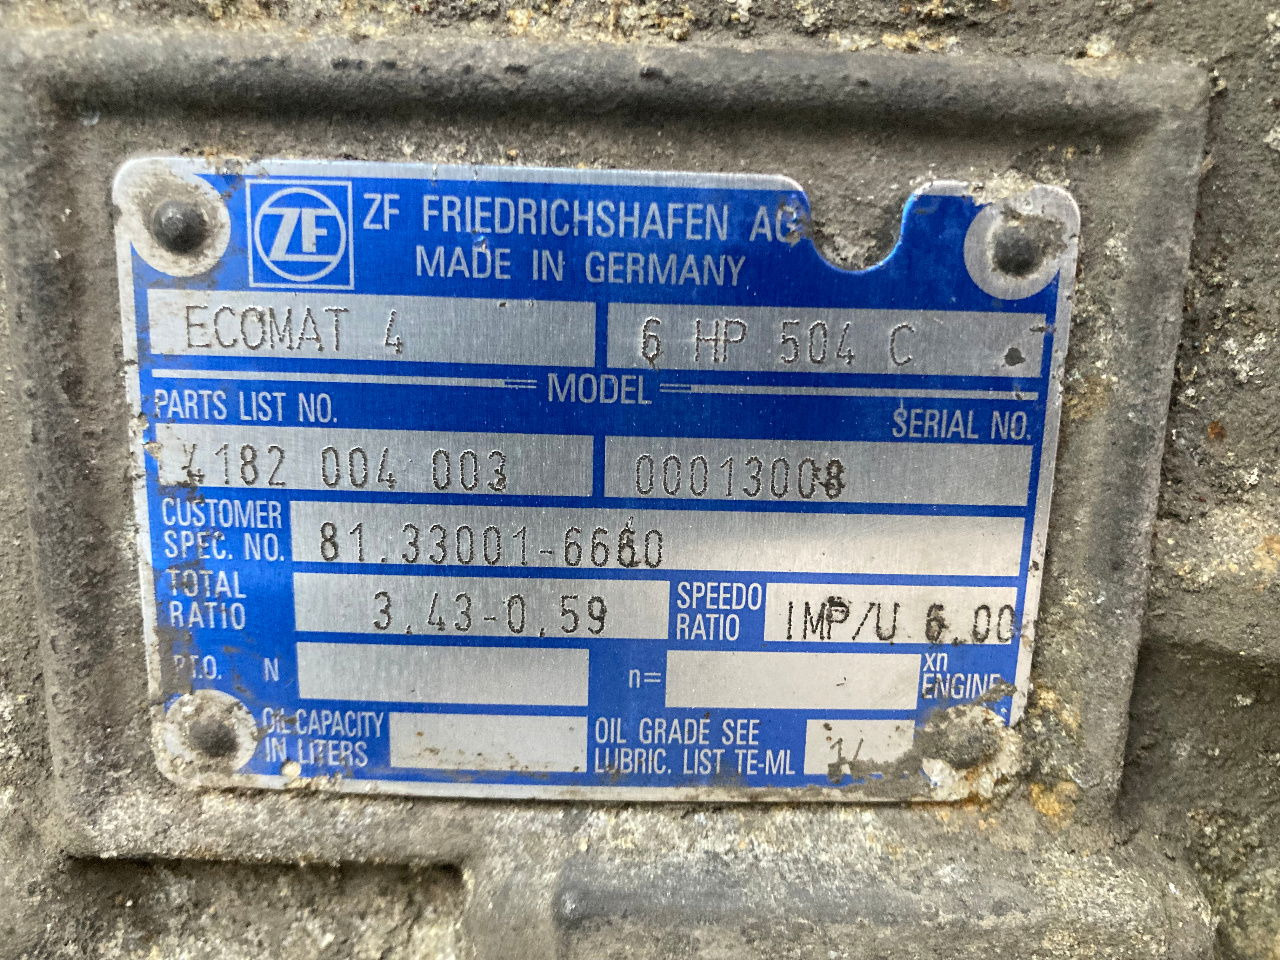 ZF
ZF FRIEDRICHSHAFEN AG
MADE IN GERMANY
ECOMAT 4 6 HP 504 C
MODEL
PARTS LIST NO. SERIAL NO.
4182 004 003 00013008
CUSTOMER
SPEC. NO. 81.33001-6660
TOTAL
RATIO 3,43-0,59
SPEEDO
RATIO IMP/U 6.00
P.T.O. N n= xn
ENGINE
OIL CAPACITY
IN LITERS
OIL GRADE SEE
LUBRIC. LIST TE-ML